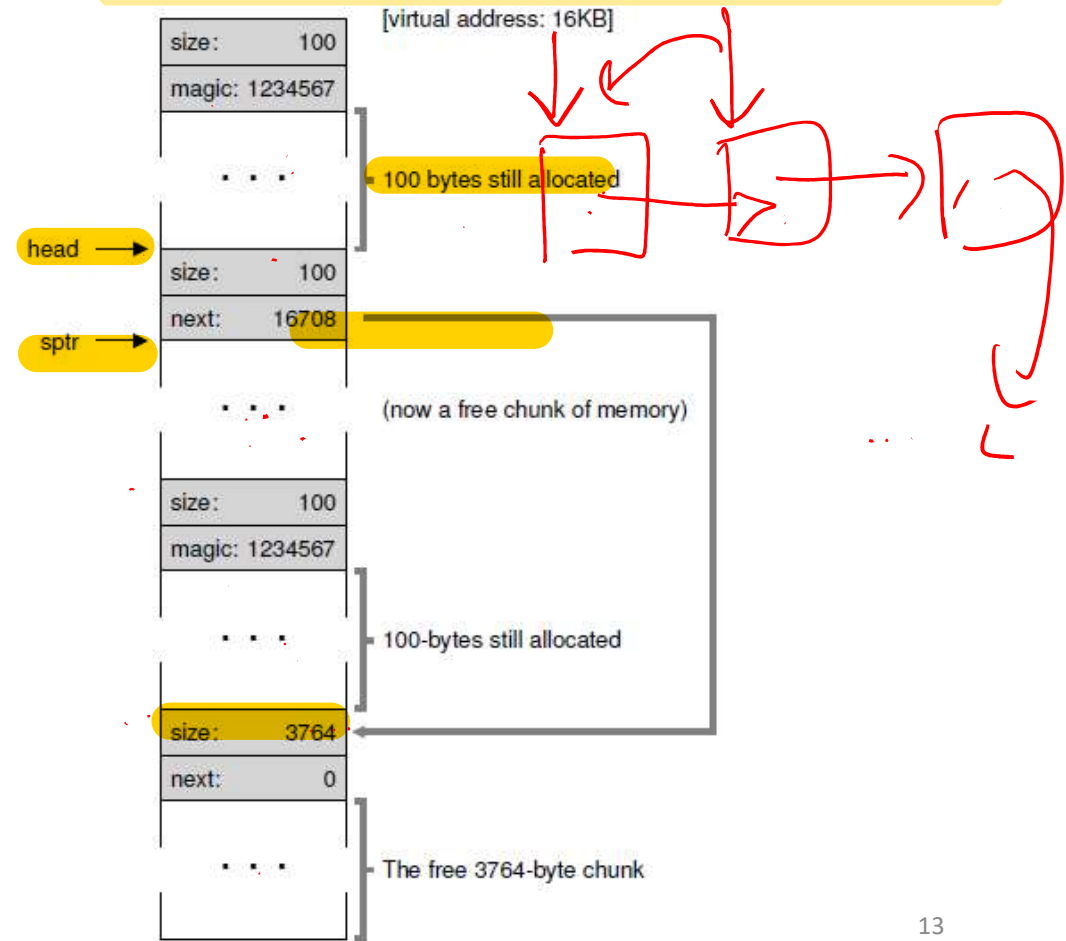 [virtual address: 16KB]
size: 100
magic: 1234567
. . .
100 bytes still allocated
head
size: 100
next: 16708
sptr
. . .
(now a free chunk of memory)
size: 100
magic: 1234567
. . .
100-bytes still allocated
size: 3764
next: 0
. . .
The free 3764-byte chunk
13